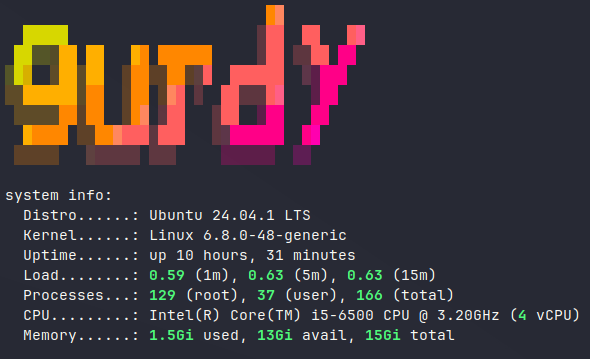 gurdy
system info:
Distro......: Ubuntu 24.04.1 LTS
Kernel......: Linux 6.8.0-48-generic
Uptime......: up 10 hours, 31 minutes
Load........: 0.59 (1m), 0.63 (5m), 0.63 (15m)
Processes...: 129 (root), 37 (user), 166 (total)
CPU.........: Intel(R) Core(TM) i5-6500 CPU @ 3.20GHz (4 vCPU)
Memory......: 1.5Gi used, 13Gi avail, 15Gi total